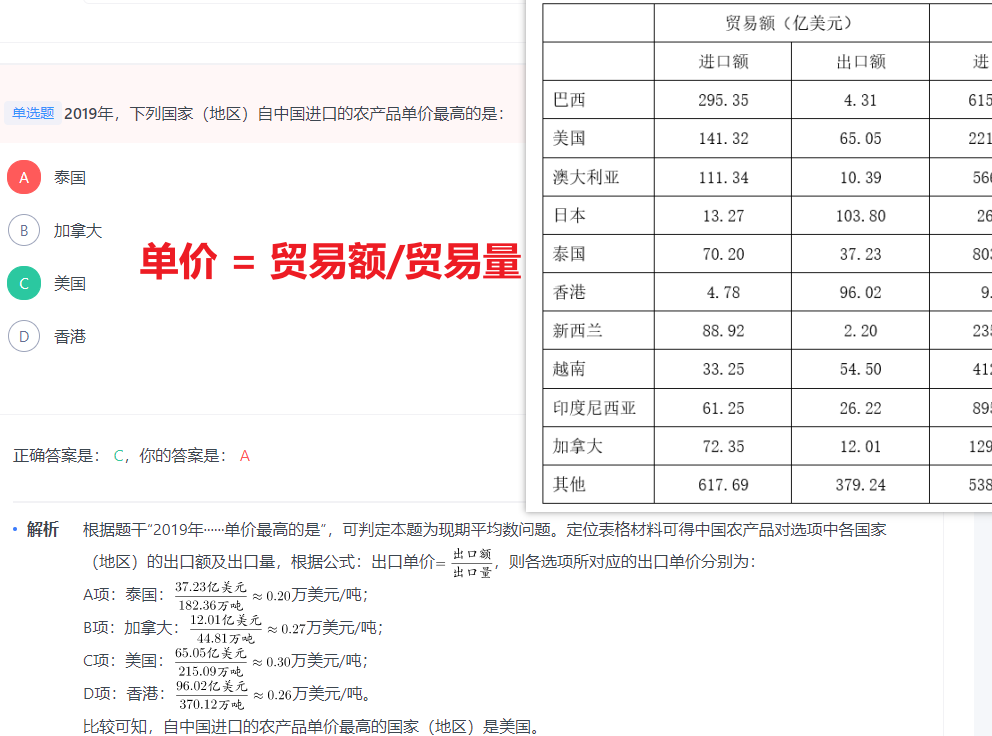 单选题 2019年，下列国家（地区）自中国进口的农产品单价最高的是：
A 泰国
B 加拿大
C 美国
D 香港
单价 = 贸易额/贸易量
贸易额（亿美元）
进口额 出口额 进
巴西 295.35 4.31 615
美国 141.32 65.05 221
澳大利亚 111.34 10.39 566
日本 13.27 103.80 26
泰国 70.20 37.23 803
香港 4.78 96.02 9.
新西兰 88.92 2.20 235
越南 33.25 54.50 412
印度尼西亚 61.25 26.22 895
加拿大 72.35 12.01 129
其他 617.69 379.24 538
正确答案是： C，你的答案是： A
解析 根据题干“2019年……单价最高的是”，可判定本题为现期平均数问题。定位表格材料可得中国农产品对选项中各国家
（地区）的出口额及出口量，根据公式：出口单价=出口额/出口量，则各选项所对应的出口单价分别为：
A项：泰国：37.23亿美元/182.36万吨≈0.20万美元/吨；
B项：加拿大：12.01亿美元/44.81万吨≈0.27万美元/吨；
C项：美国：65.05亿美元/215.09万吨≈0.30万美元/吨；
D项：香港：96.02亿美元/370.12万吨≈0.26万美元/吨。
比较可知，自中国进口的农产品单价最高的国家（地区）是美国。